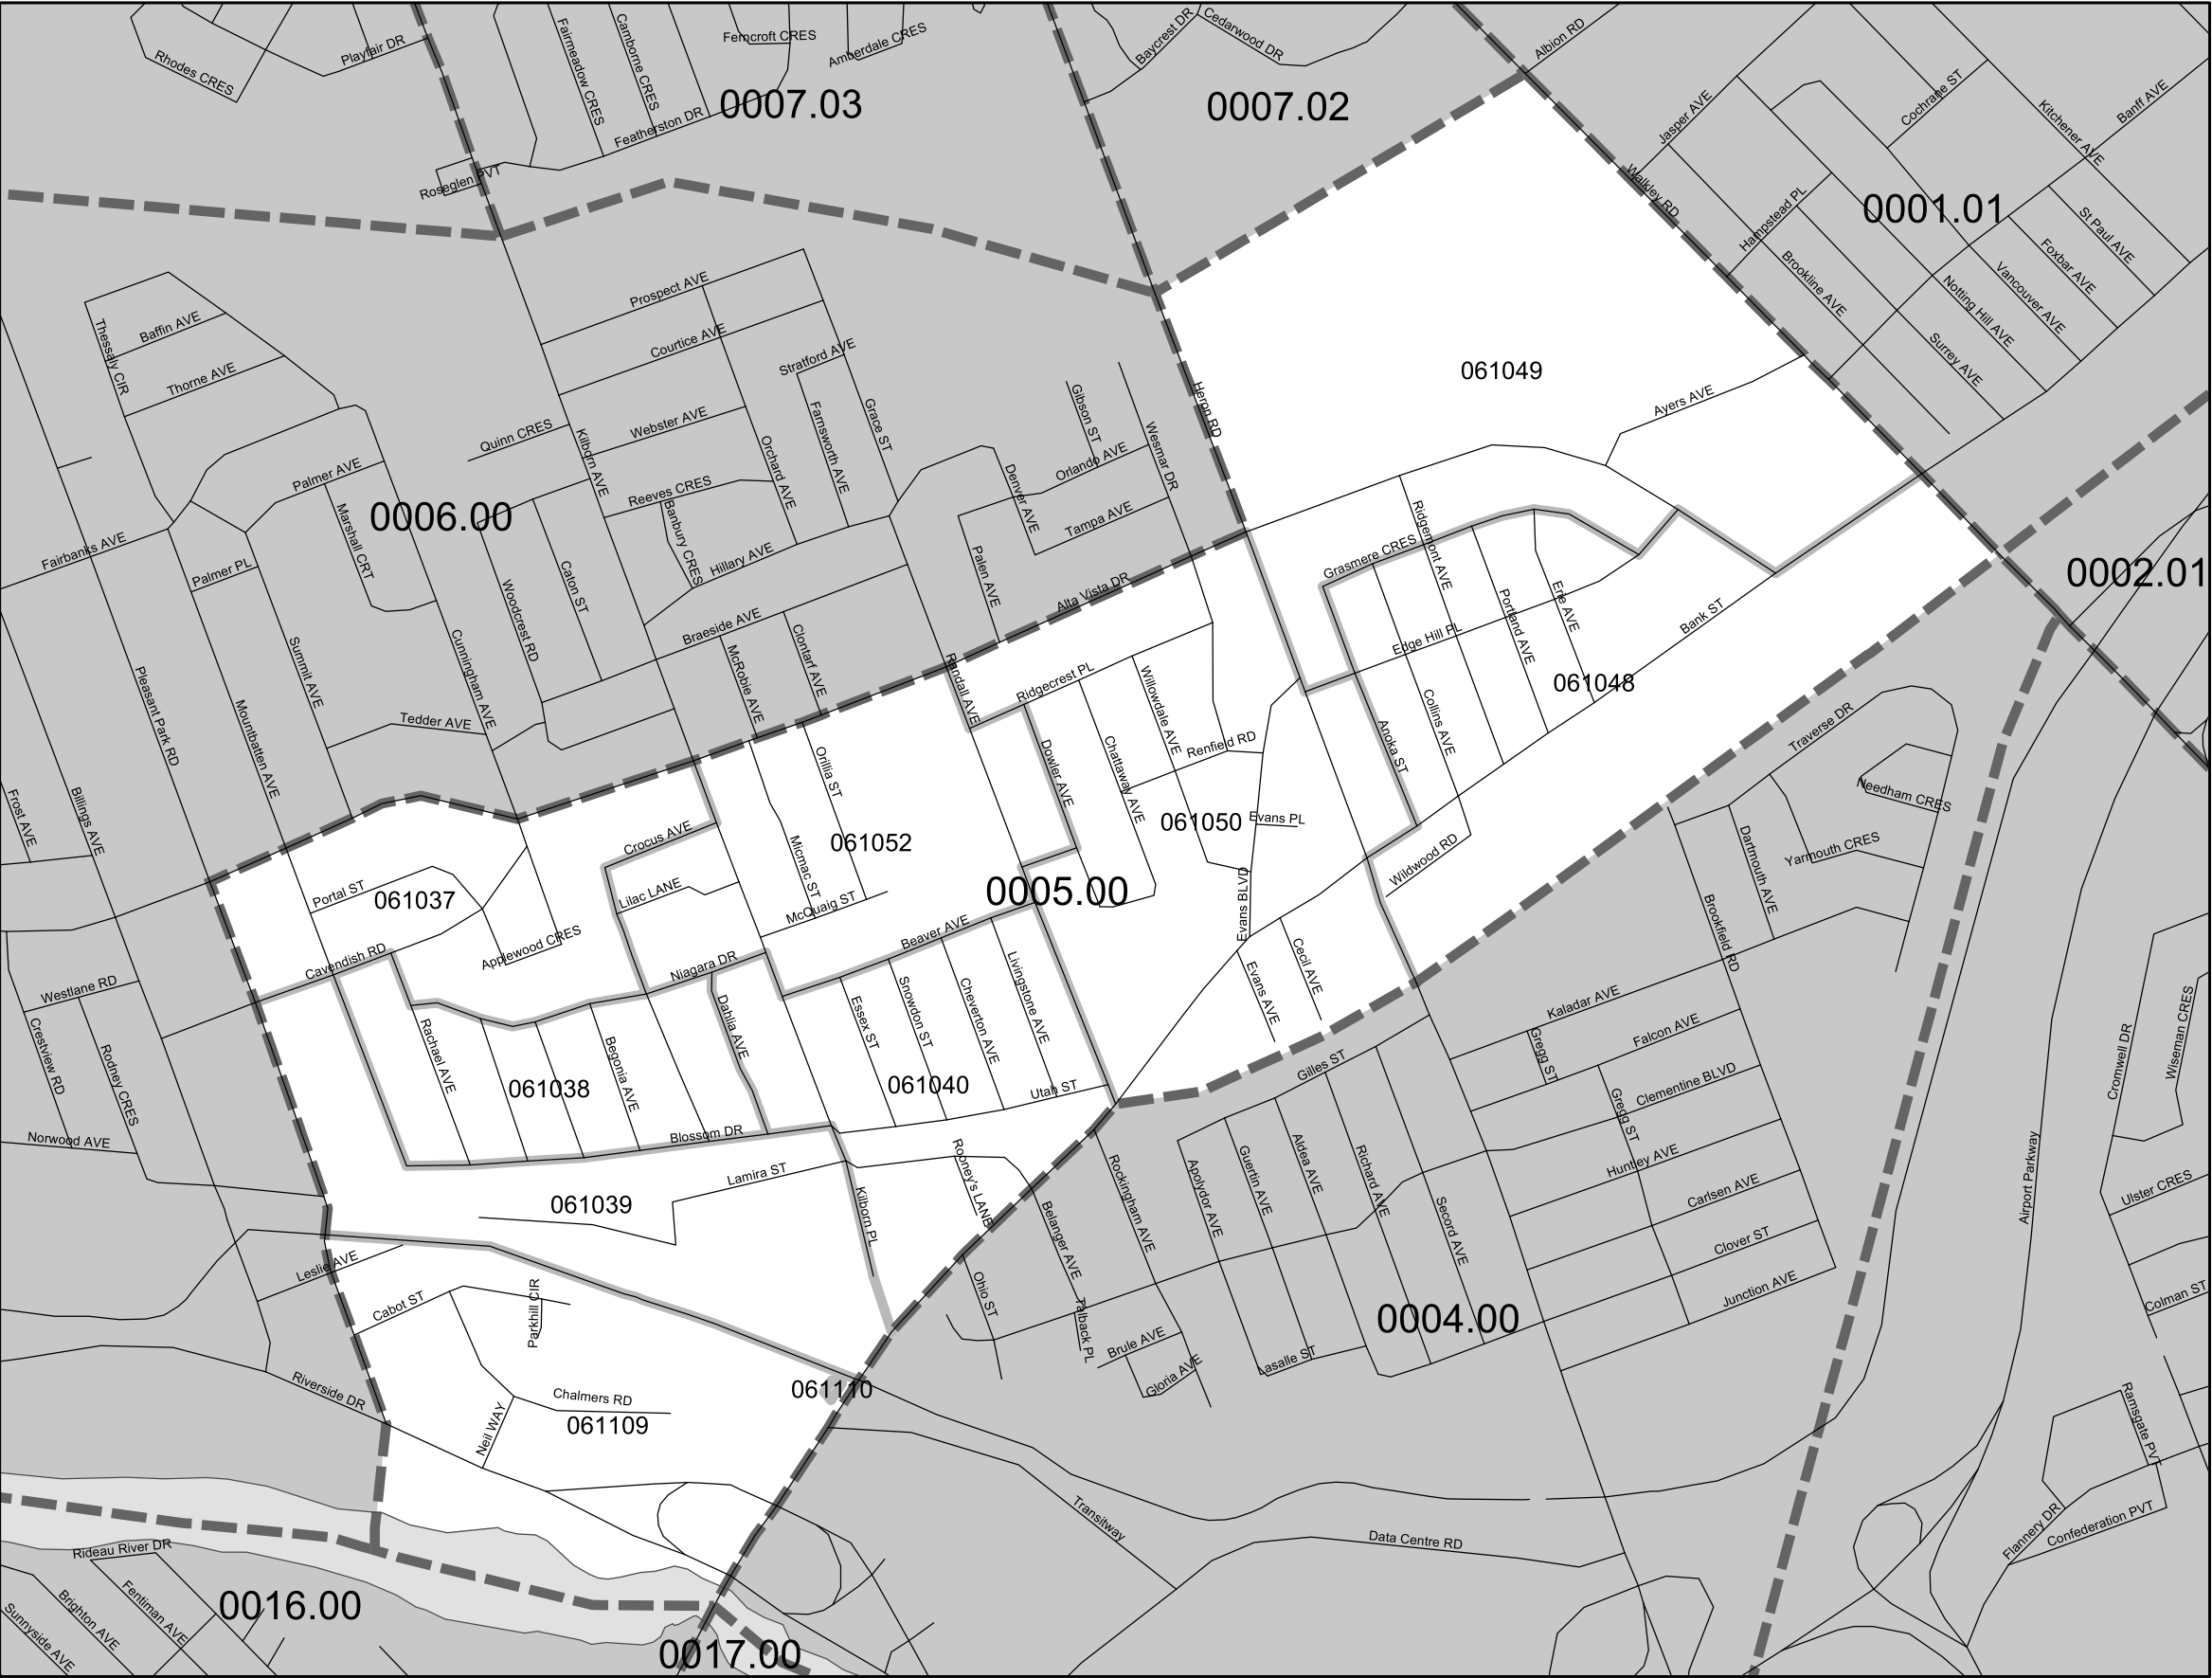 Rhodes CRES
Playfair DR
Fairmeadow CRES
Camborne CRES
Ferncroft CRES
Amberdale CRES
Baycrest DR
Cedarwood DR
Albion RD
0007.03
0007.02
Featherston DR
Roseglen PVT
Jasper AVE
Cochrane ST
Kitchener AVE
Banff AVE
Walkley RD
Hampstead PL
0001.01
St Paul AVE
Foxbar AVE
Vancouver AVE
Notting Hill AVE
Brookline AVE
Surrey AVE
Thessaly CIR
Baffin AVE
Thorne AVE
Prospect AVE
Courtice AVE
Stratford AVE
Quinn CRES
Webster AVE
Kilborn AVE
Orchard AVE
Farnsworth AVE
Grace ST
Gibson ST
Orlando AVE
Wesmar DR
Heron RD
061049
Ayers AVE
Palmer AVE
Marshall CRT
0006.00
Reeves CRES
Banbury CRES
Hillary AVE
Denver AVE
Tampa AVE
Fairbanks AVE
Palmer PL
Woodcrest RD
Caton ST
Palen AVE
Alta Vista DR
Grasmere CRES
Ridgemont AVE
Portland AVE
Erie AVE
Edge Hill PL
Bank ST
0002.01
Summit AVE
Cunningham AVE
Braeside AVE
McRobie AVE
Clontarf AVE
Randall AVE
Ridgecrest PL
Willowdale AVE
061048
Pleasant Park RD
Mountbatten AVE
Tedder AVE
Orillia ST
Dowler AVE
Chattaway AVE
Renfield RD
Anoka ST
Collins AVE
Traverse DR
Needham CRES
Frost AVE
Billings AVE
Crocus AVE
061052
Micmac ST
061050
Evans PL
Wildwood RD
Dartmouth AVE
Yarmouth CRES
Portal ST
061037
Lilac LANE
McQuaig ST
0005.00
Evans BLVD
Brookfield RD
Applewood CRES
Cavendish RD
Niagara DR
Beaver AVE
Livingstone AVE
Cecil AVE
Evans AVE
Westlane RD
Crestview RD
Rodney CRES
Rachael AVE
061038
Begonia AVE
Dahlia AVE
Essex ST
Snowdon ST
Cheverton AVE
061040
Utah ST
Gilles ST
Kaladar AVE
Falcon AVE
Gregg ST
Clementine BLVD
Gregg ST
Cromwell DR
Wiseman CRES
Norwood AVE
Blossom DR
Lamira ST
Rooney's LANE
Rockingham AVE
Apolydor AVE
Guertin AVE
Aldea AVE
Richard AVE
Huntley AVE
Carlsen AVE
Airport Parkway
Ulster CRES
061039
Kilborn PL
Belanger AVE
Secord AVE
Clover ST
Leslie AVE
Cabot ST
Parkhill CIR
Ohio ST
Talback PL
Brule AVE
Gloria AVE
Lasalle ST
0004.00
Junction AVE
Colman ST
Riverside DR
061110
Chalmers RD
061109
Neil WAY
Ramsgate PVT
Transitway
Data Centre RD
Flannery DR
Confederation PVT
Rideau River DR
Fentiman AVE
Brighton AVE
Sunnyside AVE
0016.00
0017.00